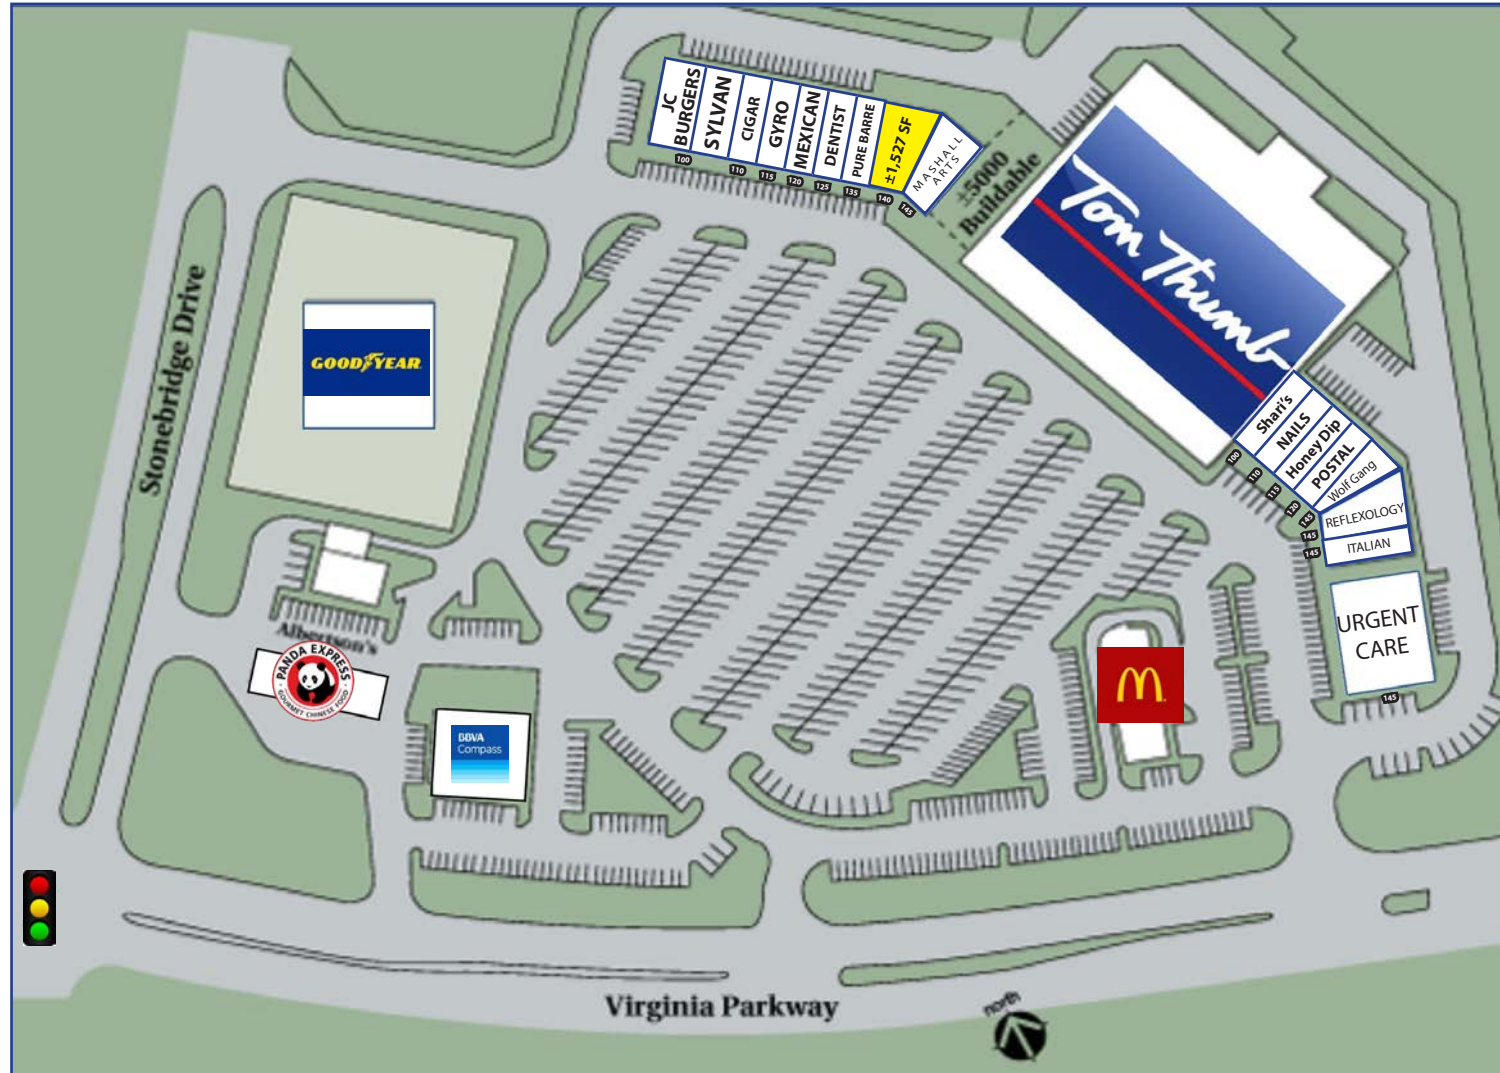 JC
BURGERS
SYLVAN
CIGAR
GYRO
MEXICAN
DENTIST
PURE BARRE
±1,527 SF
MASHALL
ARTS
100
110
115
120
125
135
140
145
±5000
Buildable
Tom Thumb
Shari's
NAILS
Honey Dip
POSTAL
Wolf Gang
REFLEXOLOGY
ITALIAN
100
110
115
120
145
145
145
URGENT
CARE
145
GOODYEAR
Stonebridge Drive
Albertson's
PANDA EXPRESS
GOURMET CHINESE FOOD
BBVA
Compass
M
Virginia Parkway
north